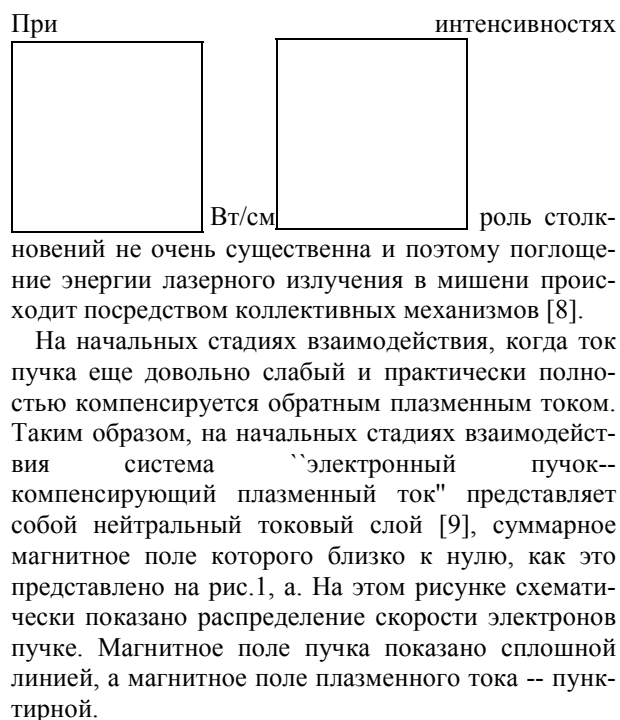 При интенсивностях
Вт/см роль столк-
новений не очень существенна и поэтому поглоще-
ние энергии лазерного излучения в мишени проис-
ходит посредством коллективных механизмов [8].
На начальных стадиях взаимодействия, когда ток
пучка еще довольно слабый и практически полно-
стью компенсируется обратным плазменным током.
Таким образом, на начальных стадиях взаимодейст-
вия система ``электронный пучок--
компенсирующий плазменный ток" представляет
собой нейтральный токовый слой [9], суммарное
магнитное поле которого близко к нулю, как это
представлено на рис.1, а. На этом рисунке схемати-
чески показано распределение скорости электронов
пучке. Магнитное поле пучка показано сплошной
линией, а магнитное поле плазменного тока -- пунк-
тирной.